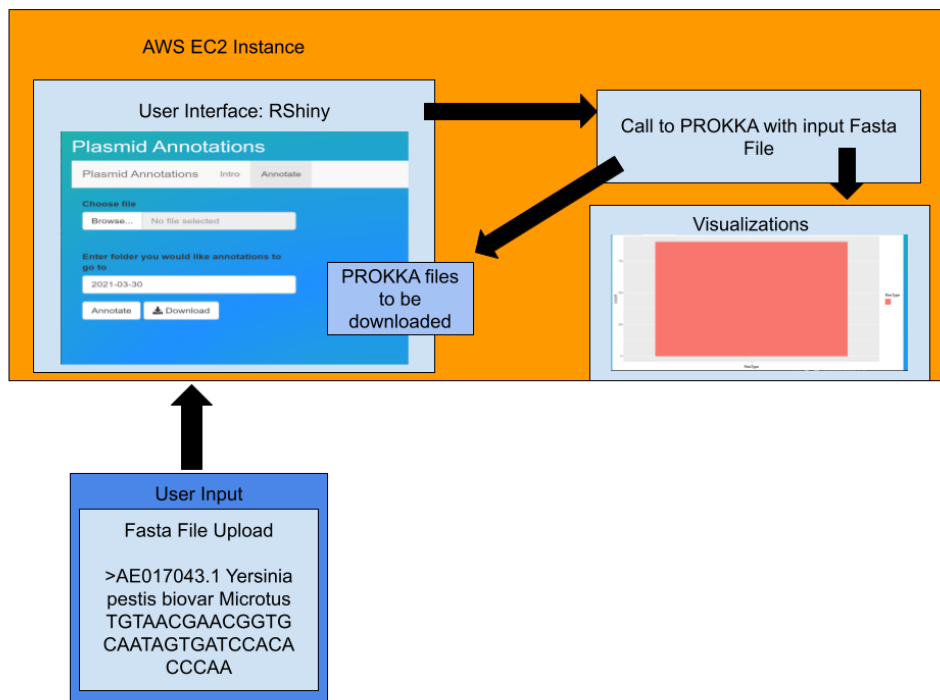 AWS EC2 Instance
User Interface: RShiny
Plasmid Annotations
Plasmid Annotations Intro Annotate
Choose file
Browse... No file selected
Enter folder you would like annotations to
go to
2021-03-30
Annotate Download
PROKKA files
to be
downloaded
Call to PROKKA with input Fasta
File
Visualizations
count
User Input
Fasta File Upload
>AE017043.1 Yersinia
pestis biovar Microtus
TGTAACGAACGGTG
CAATAGTGATCCACA
CCCAA